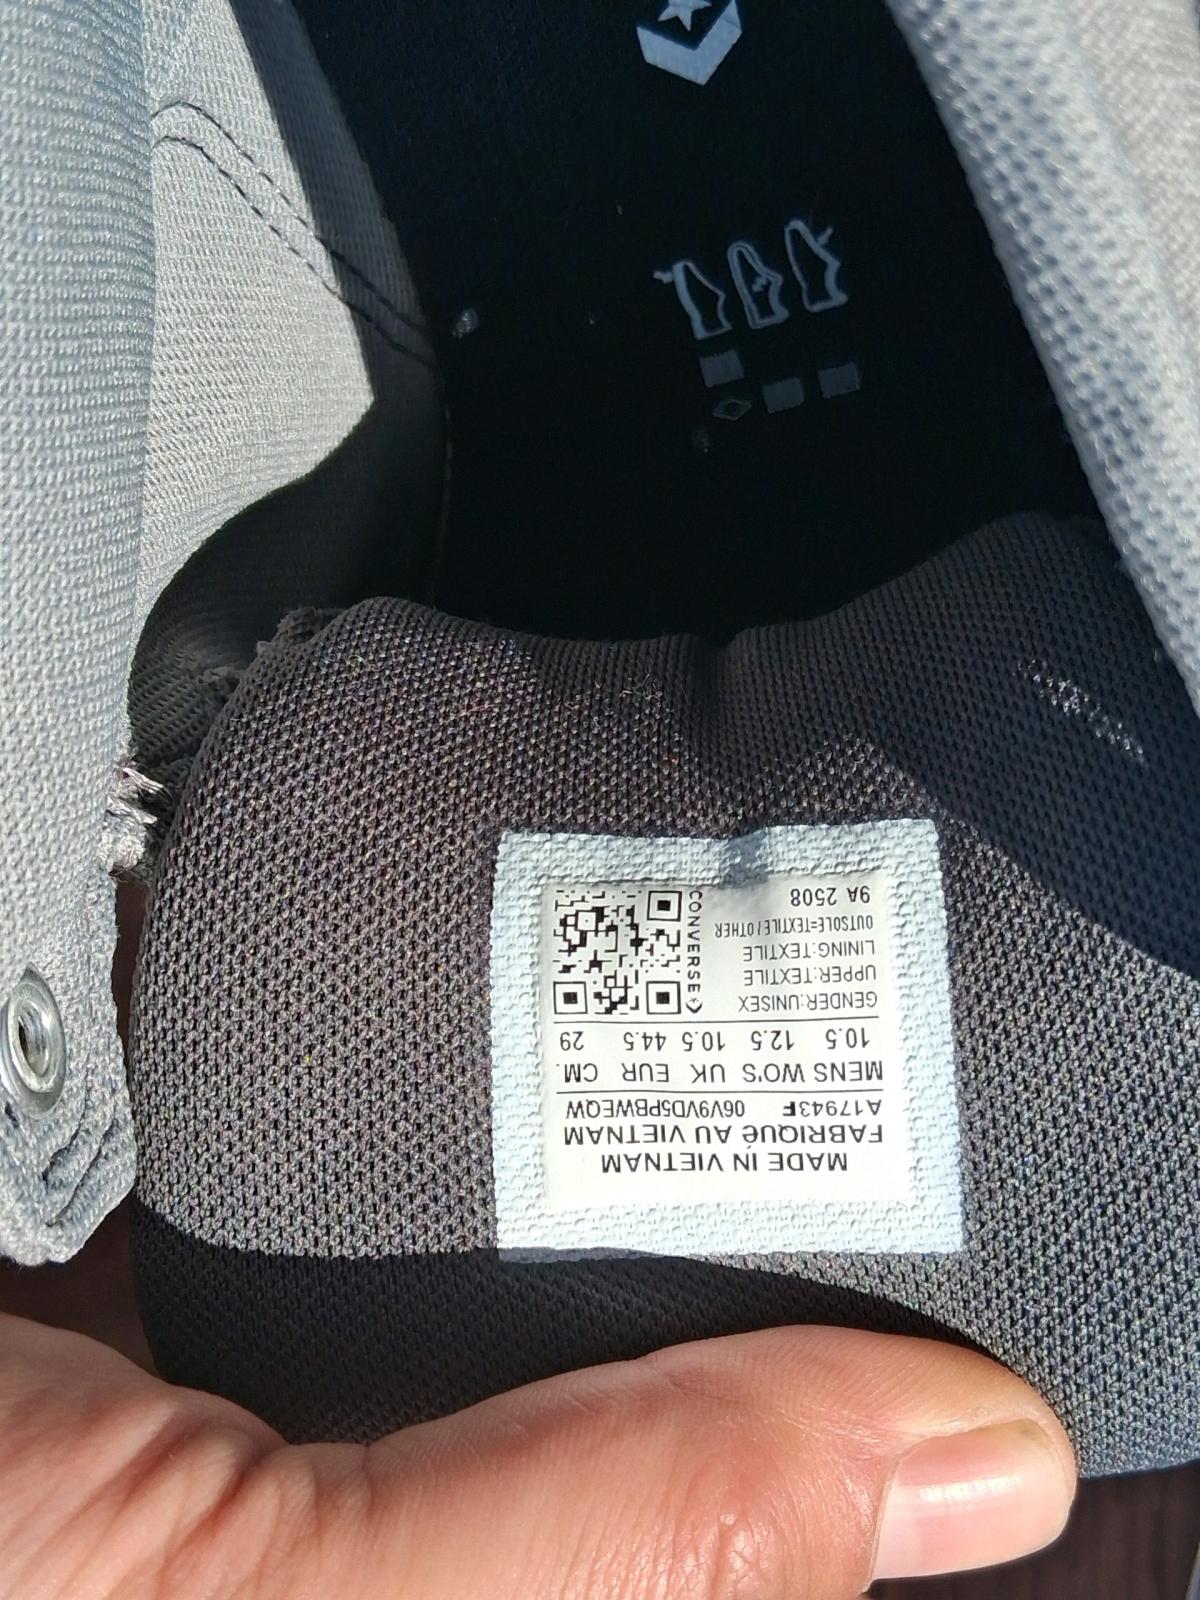 MADE IN VIETNAM
FABRIQUé AU VIETNAM
A17943F 06V9VD5PBWEQW
MENS WO'S UK EUR CM.
10.5 12.5 10.5 44.5 29
GENDER:UNISEX
UPPER:TEXTILE
LINING:TEXTILE
OUTSOLE=TEXTILE/OTHER
9A 2508
CONVERSE